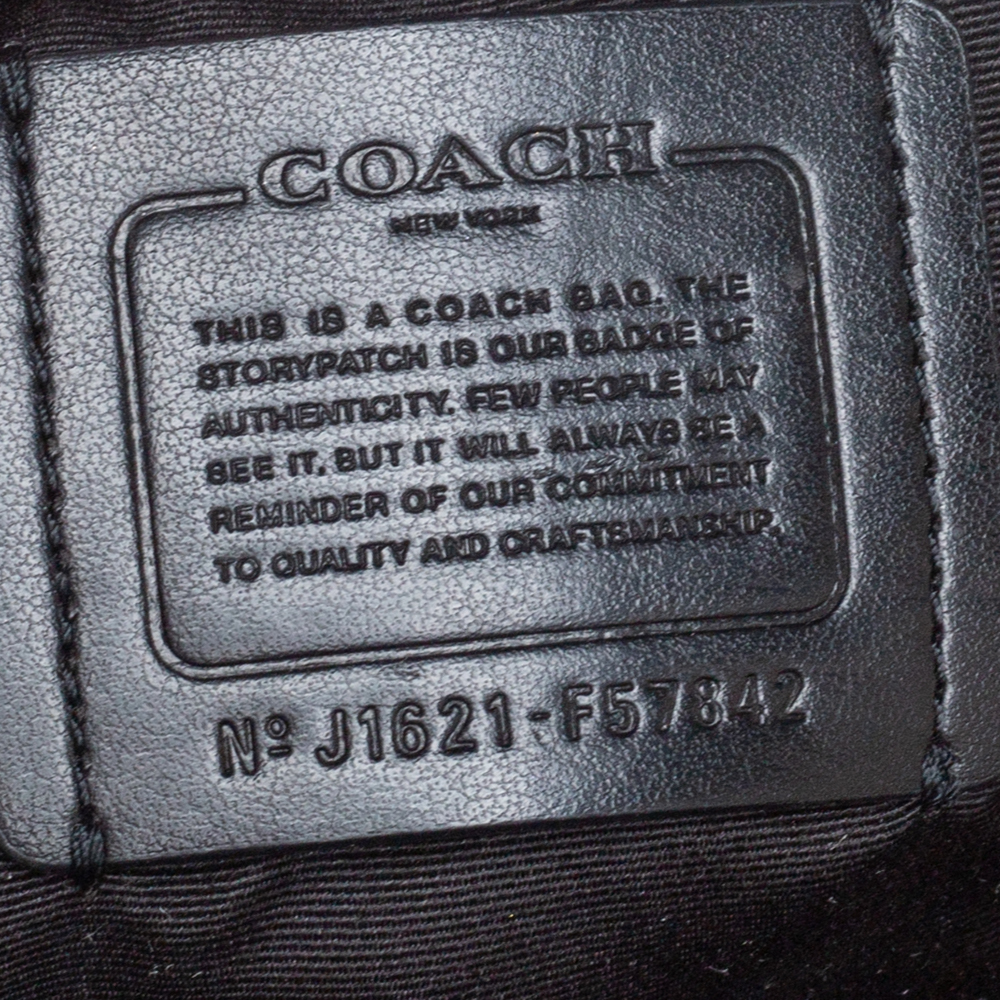 COACH
NEW YORK
THIS IS A COACH BAG. THE
STORYPATCH IS OUR BADGE OF
AUTHENTICITY. FEW PEOPLE MAY
SEE IT, BUT IT WILL ALWAYS BE A
REMINDER OF OUR COMMITMENT
TO QUALITY AND CRAFTSMANSHIP.
Nº J1621-F57842